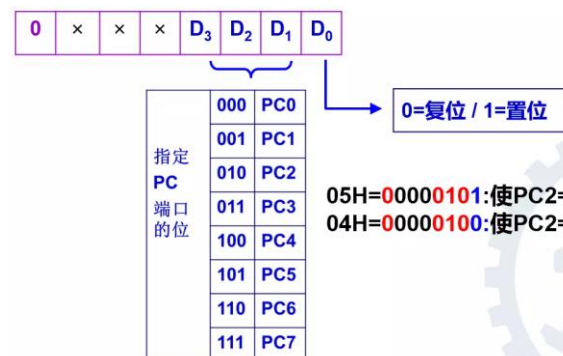 0 × × × D3 D2 D1 D0
000 PC0
001 PC1
010 PC2
011 PC3
100 PC4
101 PC5
110 PC6
111 PC7
指定
PC
端口
的位
0=复位 / 1=置位
05H=00000101:使PC2=
04H=00000100:使PC2=